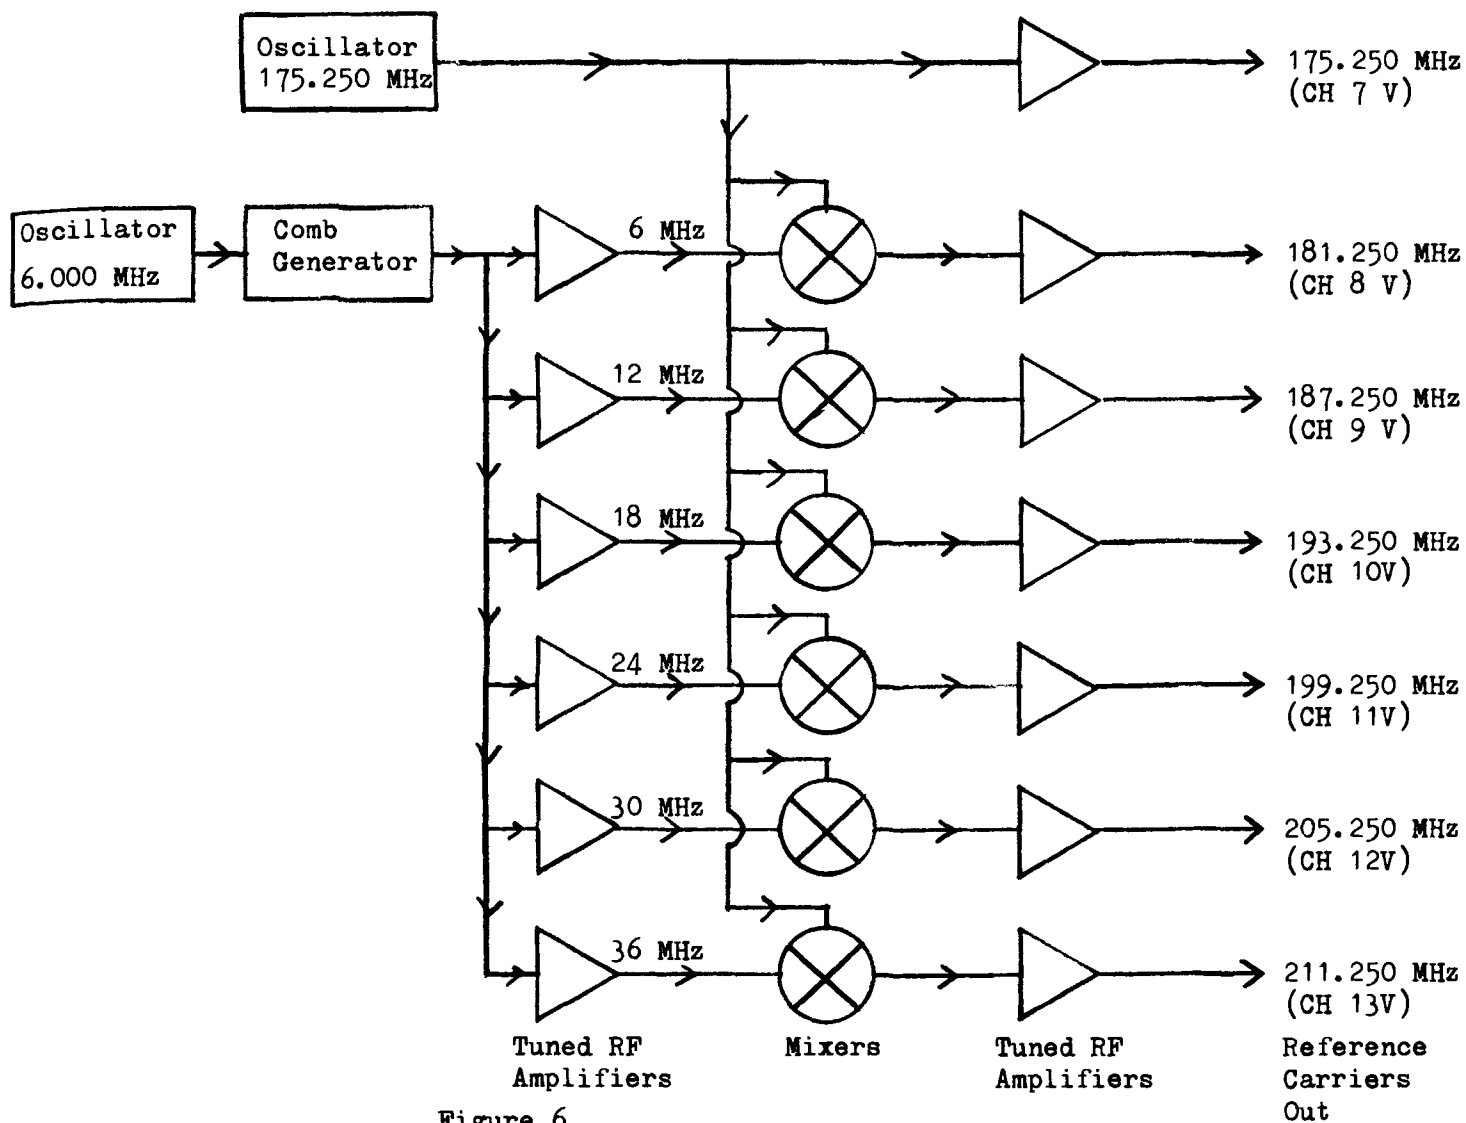 Oscillator
175.250 MHz
175.250 MHz
(CH 7 V)
Oscillator
6.000 MHz
Comb
Generator
6 MHz
181.250 MHz
(CH 8 V)
12 MHz
187.250 MHz
(CH 9 V)
18 MHz
193.250 MHz
(CH 10V)
24 MHz
199.250 MHz
(CH 11V)
30 MHz
205.250 MHz
(CH 12V)
36 MHz
211.250 MHz
(CH 13V)
Tuned RF
Amplifiers
Mixers
Tuned RF
Amplifiers
Reference
Carriers
Out
Figure 6